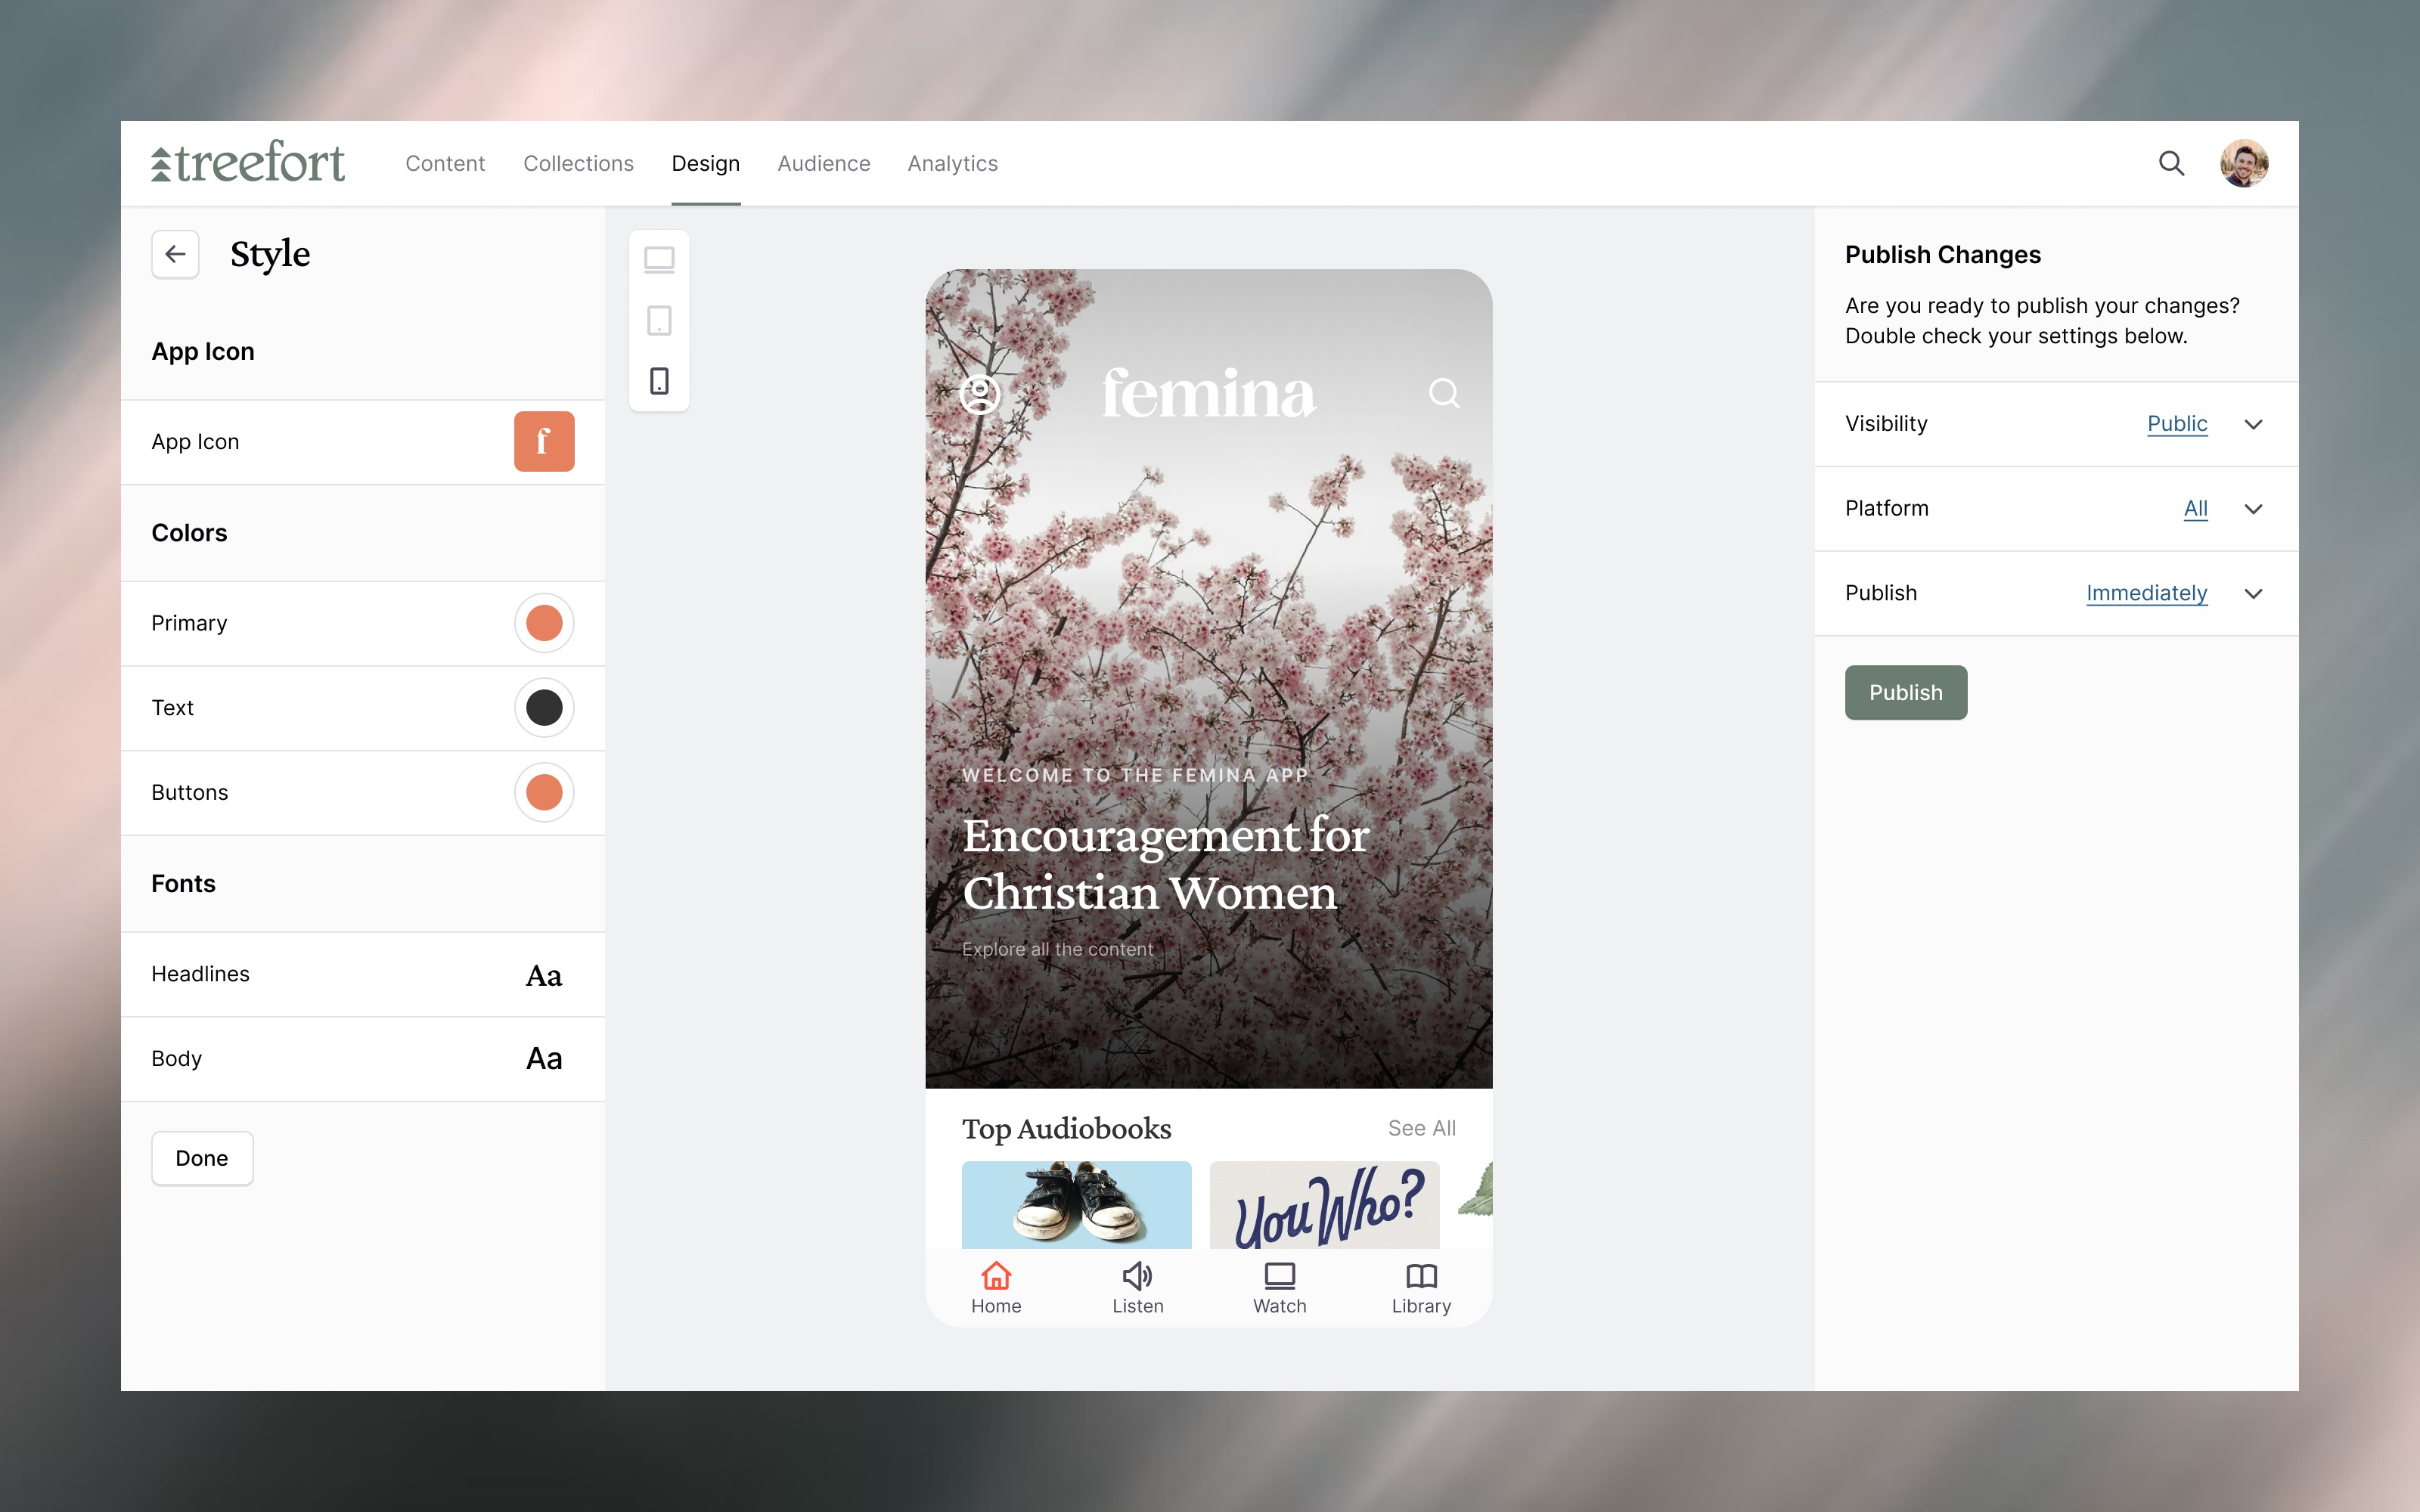 treefort
Content
Collections
Design
Audience
Analytics
Style
App Icon
App Icon
f
Colors
Primary
Text
Buttons
Fonts
Headlines
Aa
Body
Aa
Done
femina
WELCOME TO THE FEMINA APP
Encouragement for
Christian Women
Explore all the content
Top Audiobooks
See All
You Who?
Home
Listen
Watch
Library
Publish Changes
Are you ready to publish your changes?
Double check your settings below.
Visibility
Public
Platform
All
Publish
Immediately
Publish